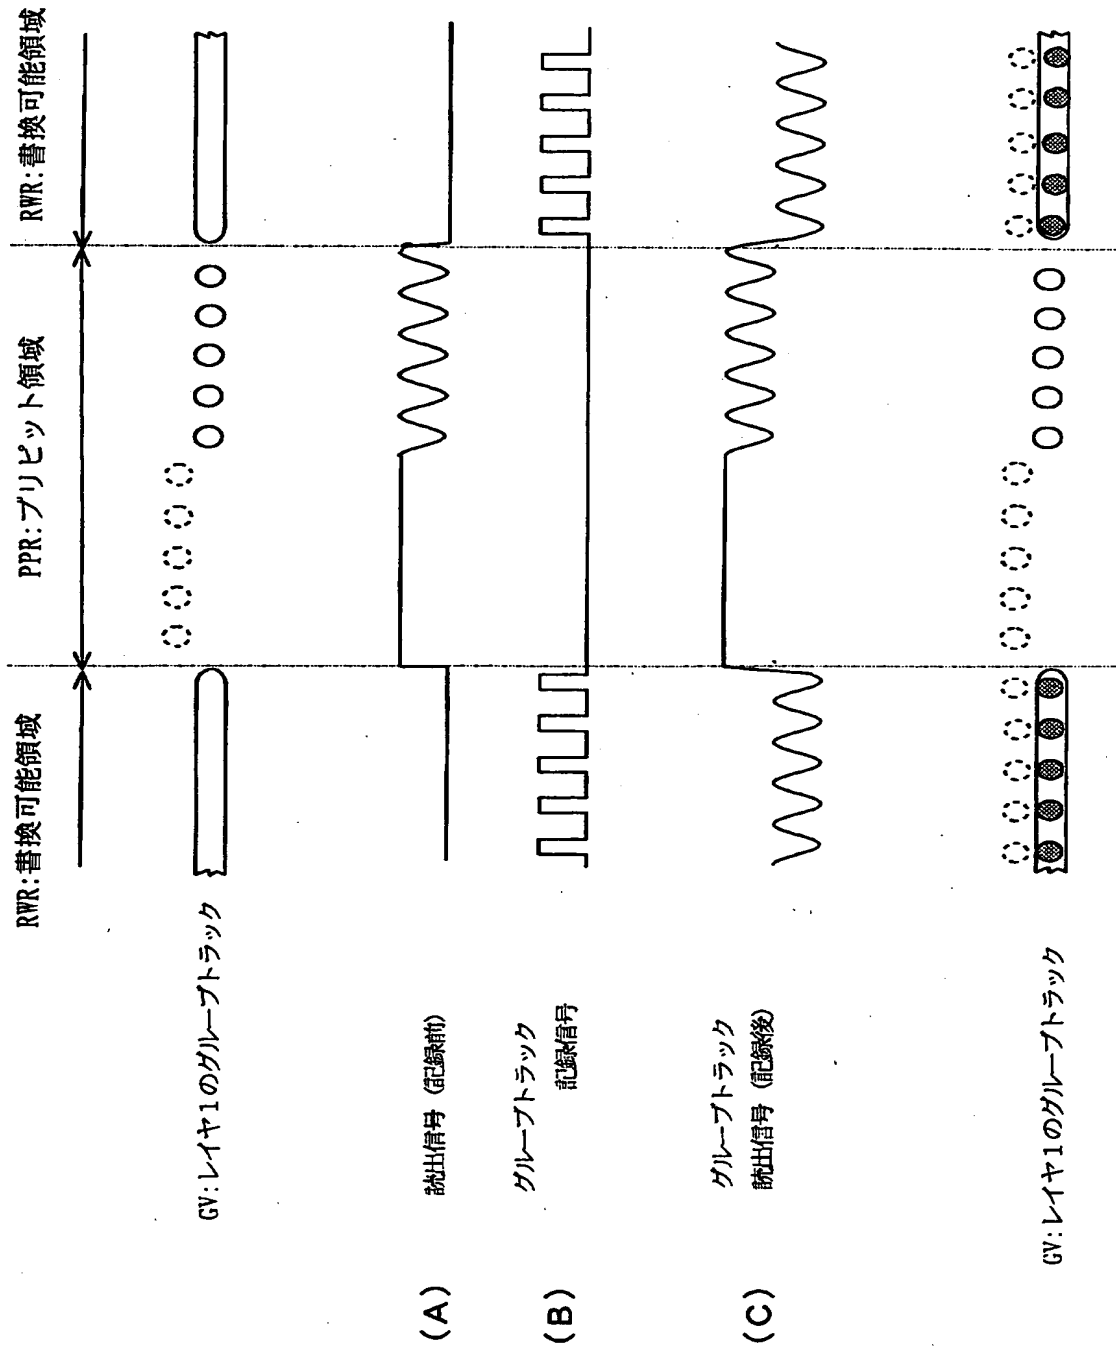 RWR:書換可能領域
PPR:プリピット領域
RWR:書換可能領域
GV:レイヤ1のグルーブトラック
(A)
読出信号 (記録前)
(B)
グルーブトラック
記録信号
(C)
グルーブトラック
読出信号 (記録後)
GV:レイヤ1のグルーブトラック